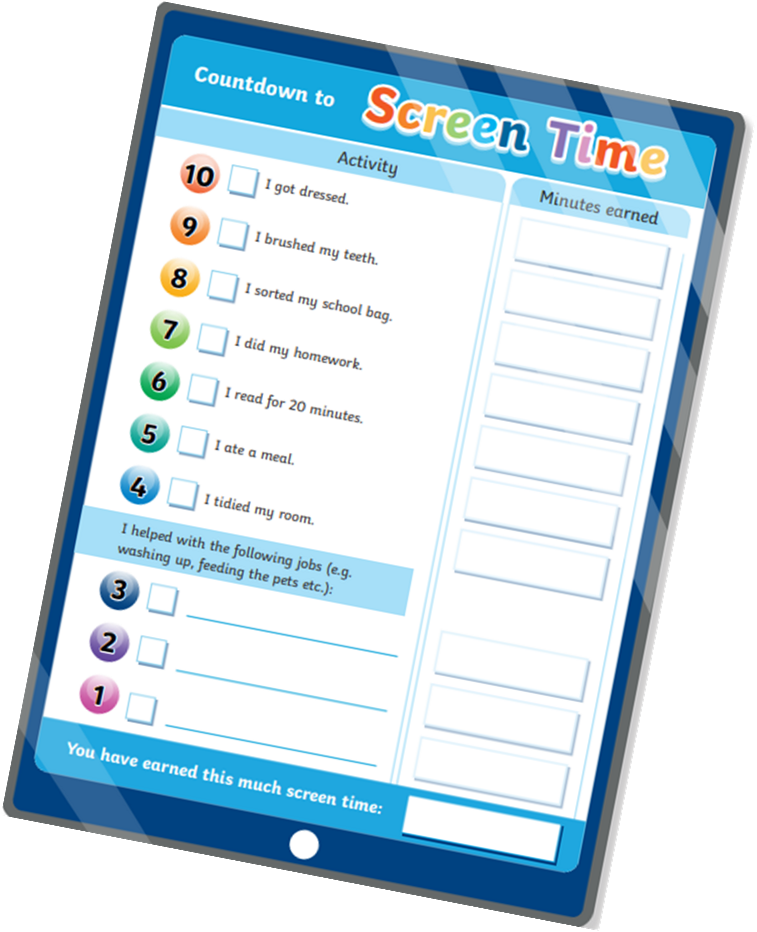 Countdown to Screen Time
Activity
Minutes earned
10 I got dressed.
9 I brushed my teeth.
8 I sorted my school bag.
7 I did my homework.
6 I read for 20 minutes.
5 I ate a meal.
4 I tidied my room.
I helped with the following jobs (e.g.
washing up, feeding the pets etc.):
3
2
1
You have earned this much screen time: